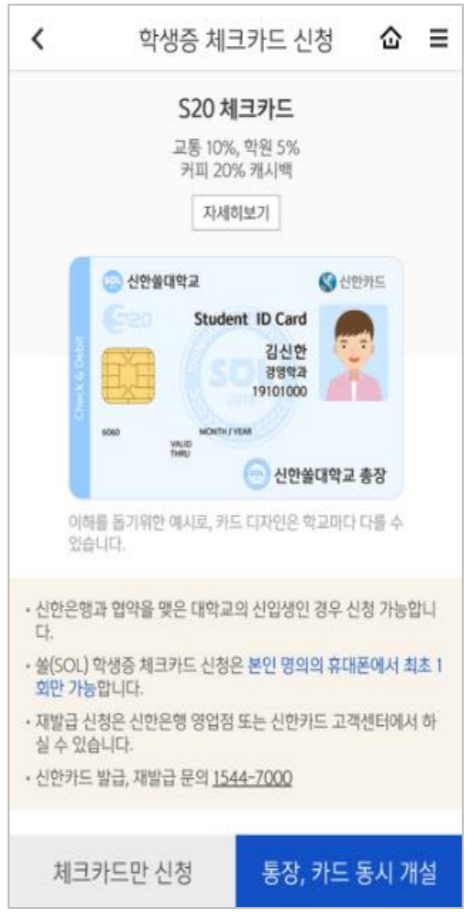 학생증 체크카드 신청
S20 체크카드
교통 10%, 학원 5%
커피 20% 캐시백
자세히보기
SOL 신한쏠대학교
신한카드
S20
Student ID Card
김신한
경영학과
19101000
Check & Debit
SOL
6060
MONTH / YEAR
VALID
THRU
신한쏠대학교 총장
이해를 돕기위한 예시로, 카드 디자인은 학교마다 다를 수
있습니다.
• 신한은행과 협약을 맺은 대학교의 신입생인 경우 신청 가능합니
다.
• 쏠(SOL) 학생증 체크카드 신청은 본인 명의의 휴대폰에서 최초 1
회만 가능합니다.
• 재발급 신청은 신한은행 영업점 또는 신한카드 고객센터에서 하
실 수 있습니다.
• 신한카드 발급, 재발급 문의 1544-7000
체크카드만 신청
통장, 카드 동시 개설